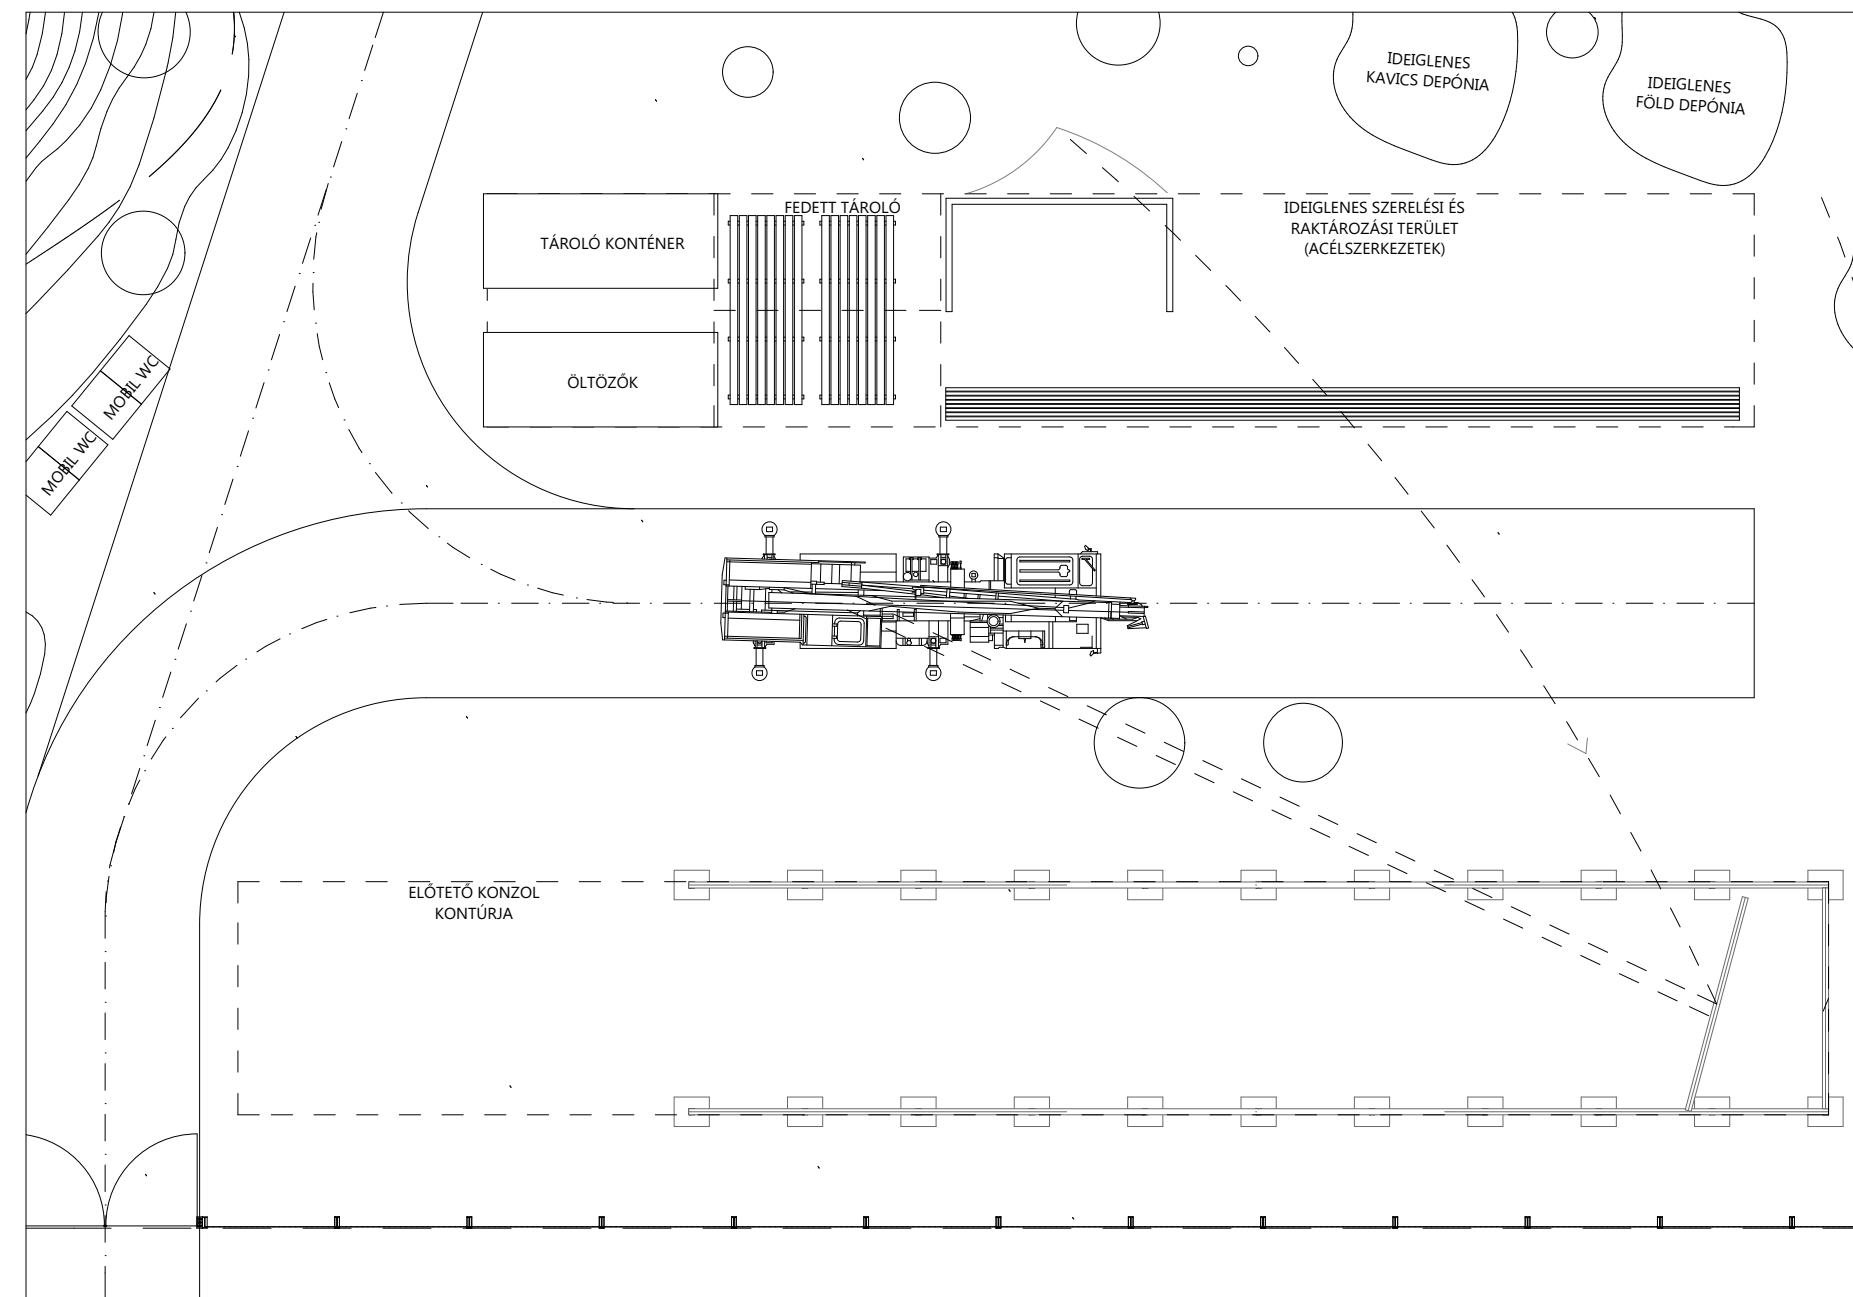 IDEIGLENES
KAVICS DEPÓNIA
IDEIGLENES
FÖLD DEPÓNIA
FEDETT TÁROLÓ
IDEIGLENES SZERELÉSI ÉS
RAKTÁROZÁSI TERÜLET
(ACÉLSZERKEZETEK)
TÁROLÓ KONTÉNER
ÖLTÖZŐK
MOBIL WC
MOBIL WC
ELŐTETŐ KONZOL
KONTÚRJA